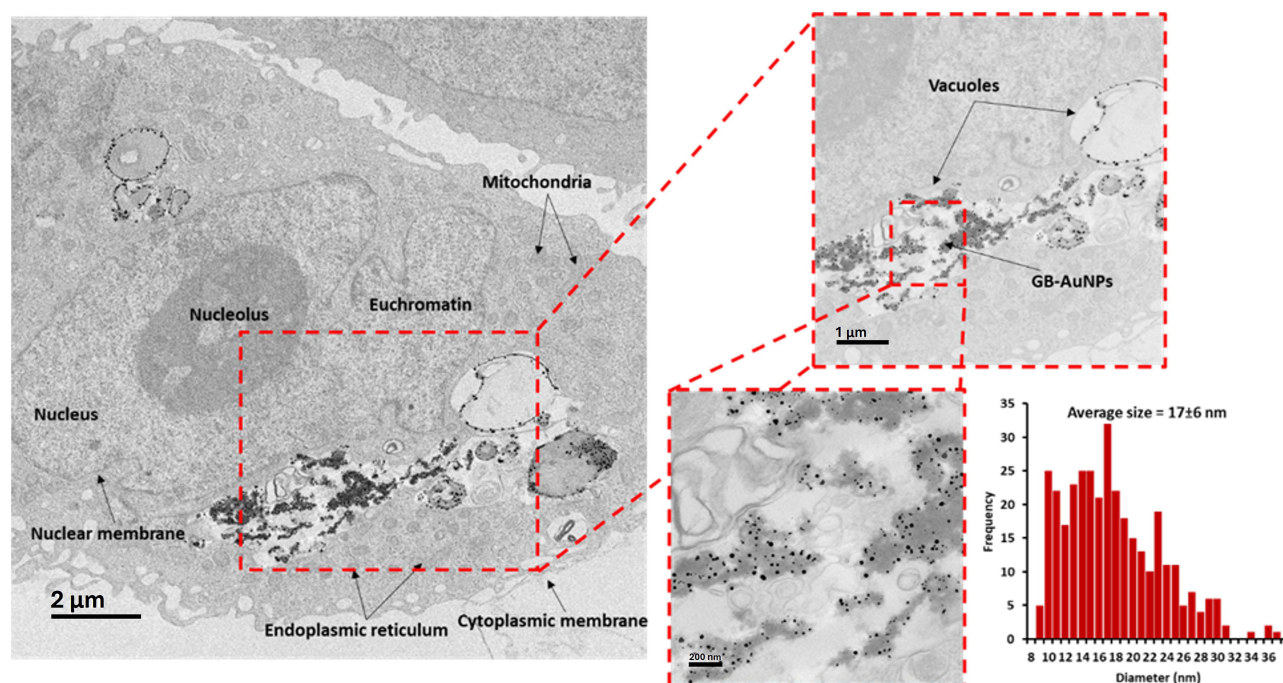 Mitochondria
Euchromatin
Nucleolus
Nucleus
Nuclear membrane
2 µm
Endoplasmic reticulum
Cytoplasmic membrane
Vacuoles
GB-AuNPs
1 µm
200 nm
Average size = 17±6 nm
Frequency
35
30
25
20
15
10
5
0
8 10 12 14 16 18 20 22 24 26 28 30 32 34 36
Diameter (nm)